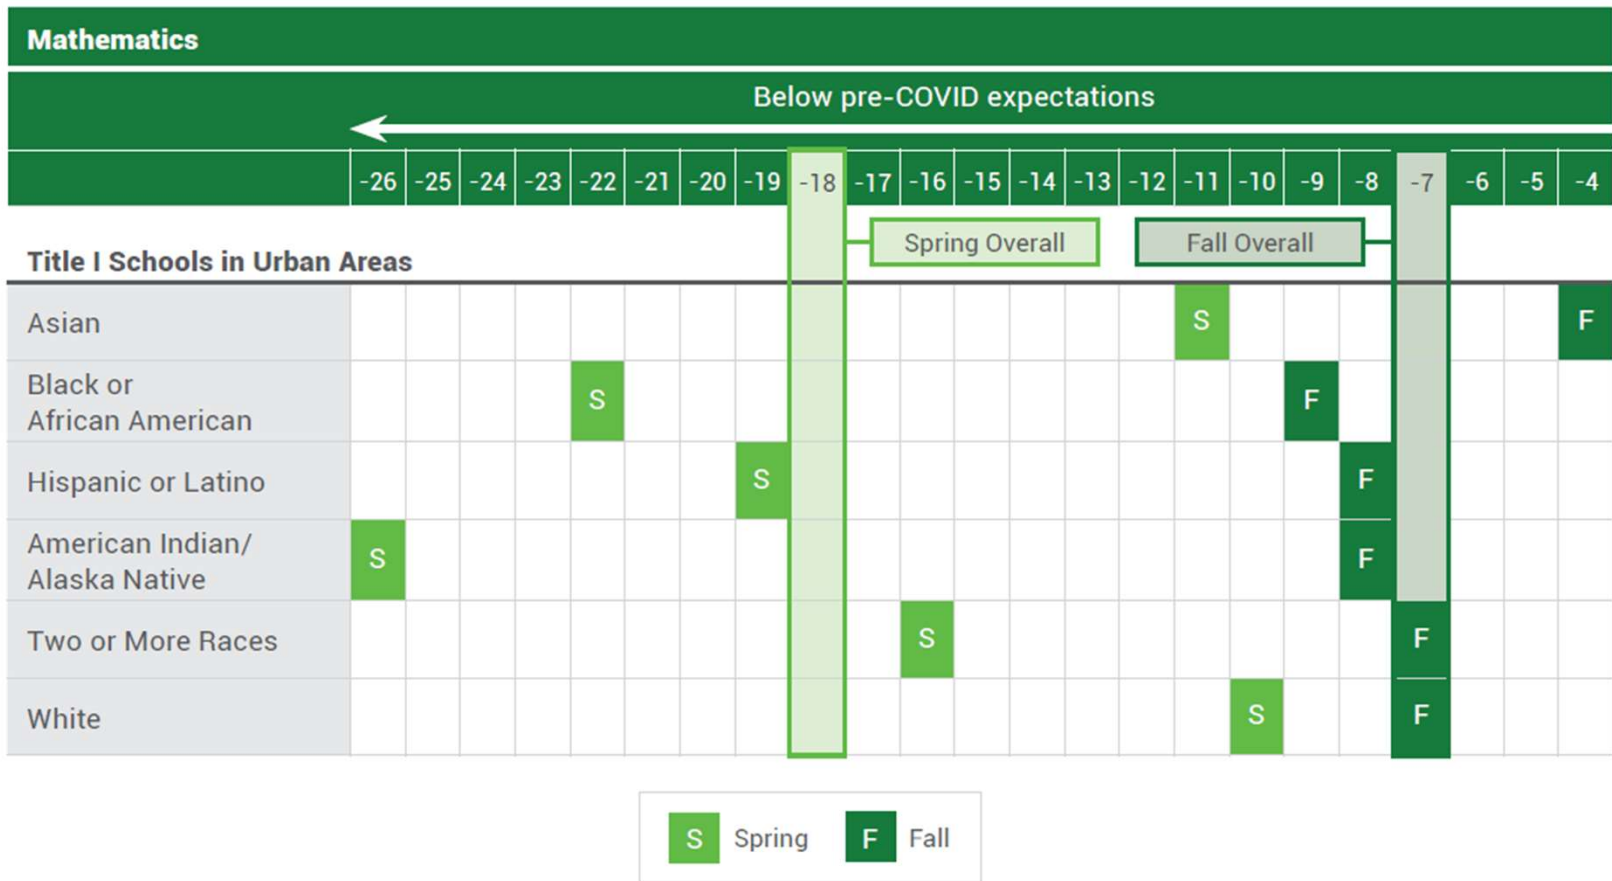 Mathematics
Below pre-COVID expectations
-26 -25 -24 -23 -22 -21 -20 -19 -18 -17 -16 -15 -14 -13 -12 -11 -10 -9 -8 -7 -6 -5 -4
Spring Overall Fall Overall
Title I Schools in Urban Areas
Asian S F
Black or
African American S F
Hispanic or Latino S F
American Indian/
Alaska Native S F
Two or More Races S F
White S F
S Spring F Fall